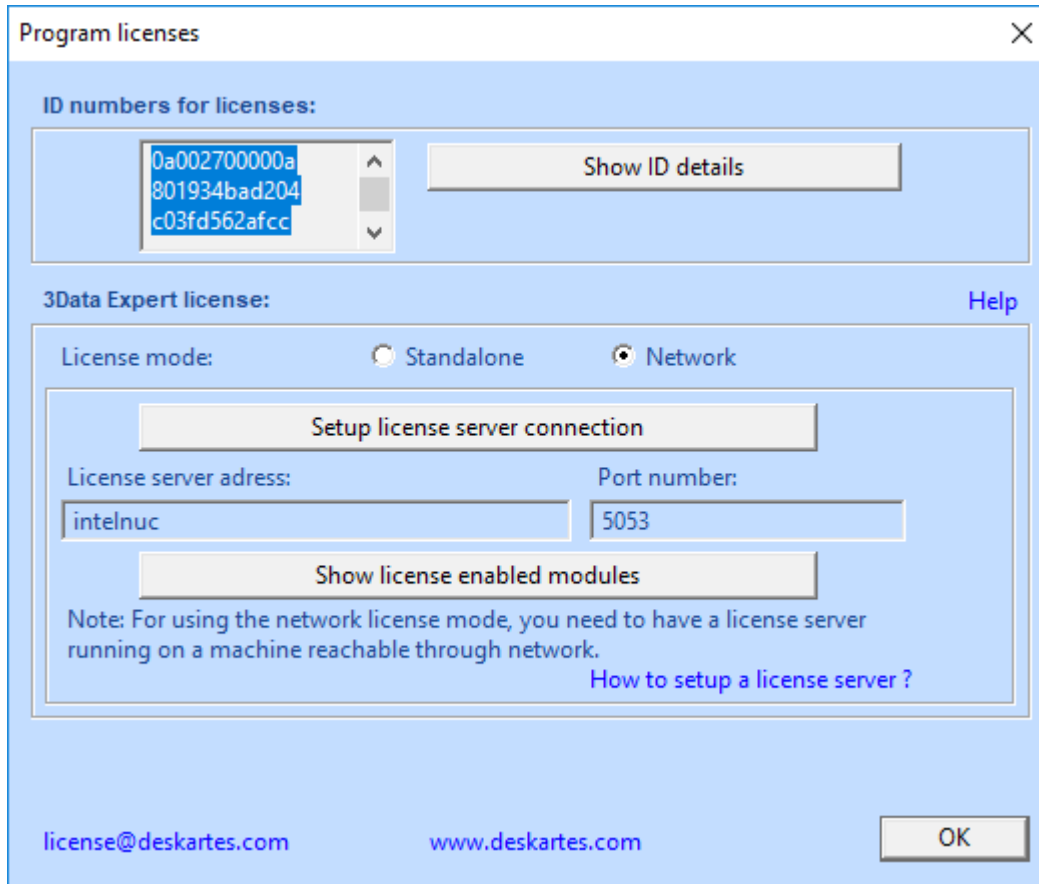 Program licenses
ID numbers for licenses:
0a002700000a
801934bad204
c03fd562afcc
Show ID details
3Data Expert license:
Help
License mode:
Standalone
Network
Setup license server connection
License server adress:
Port number:
intelnuc
5053
Show license enabled modules
Note: For using the network license mode, you need to have a license server
running on a machine reachable through network.
How to setup a license server ?
license@deskartes.com
www.deskartes.com
OK